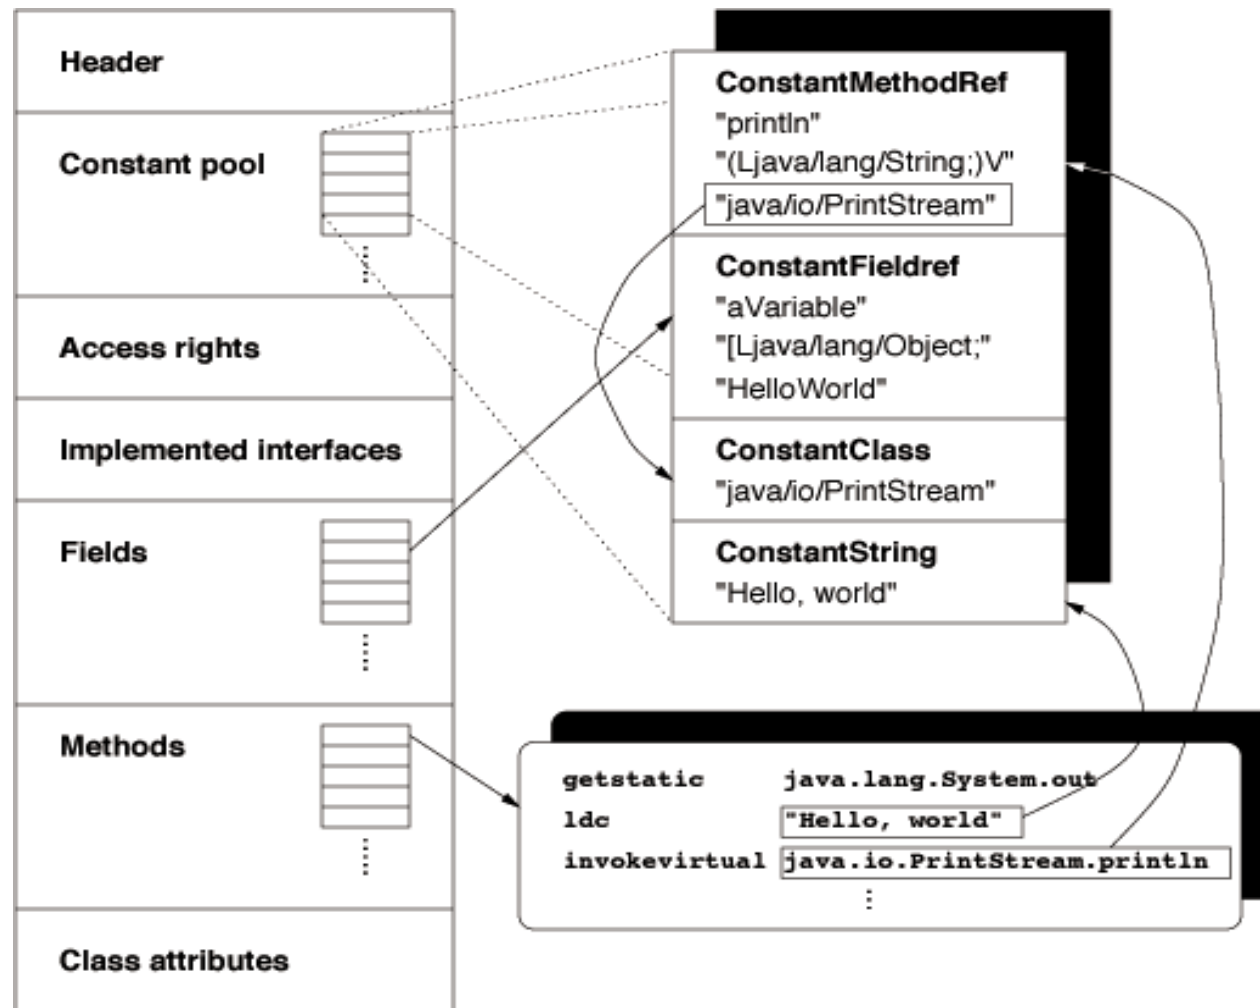 Header
Constant pool
Access rights
Implemented interfaces
Fields
Methods
Class attributes
ConstantMethodRef
"println"
"(Ljava/lang/String;)V"
"java/io/PrintStream"
ConstantFieldref
"aVariable"
"[Ljava/lang/Object;"
"HelloWorld"
ConstantClass
"java/io/PrintStream"
ConstantString
"Hello, world"
getstatic java.lang.System.out
ldc "Hello, world"
invokevirtual java.io.PrintStream.println